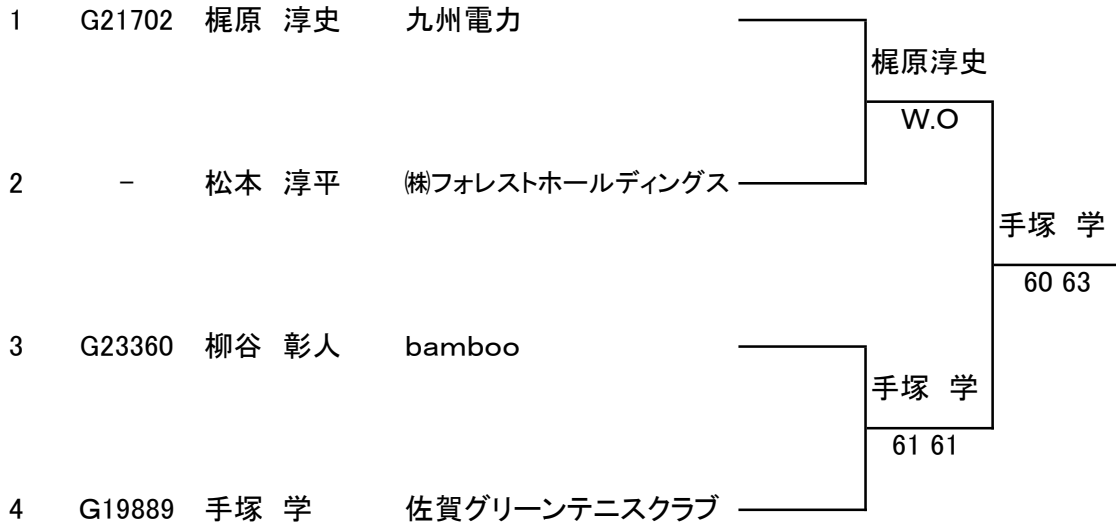 1 G21702 梶原 淳史 九州電力
梶原淳史
W.O
2 - 松本 淳平 ㈱フォレストホールディングス
手塚 学
60 63
3 G23360 柳谷 彰人 bamboo
手塚 学
61 61
4 G19889 手塚 学 佐賀グリーンテニスクラブ